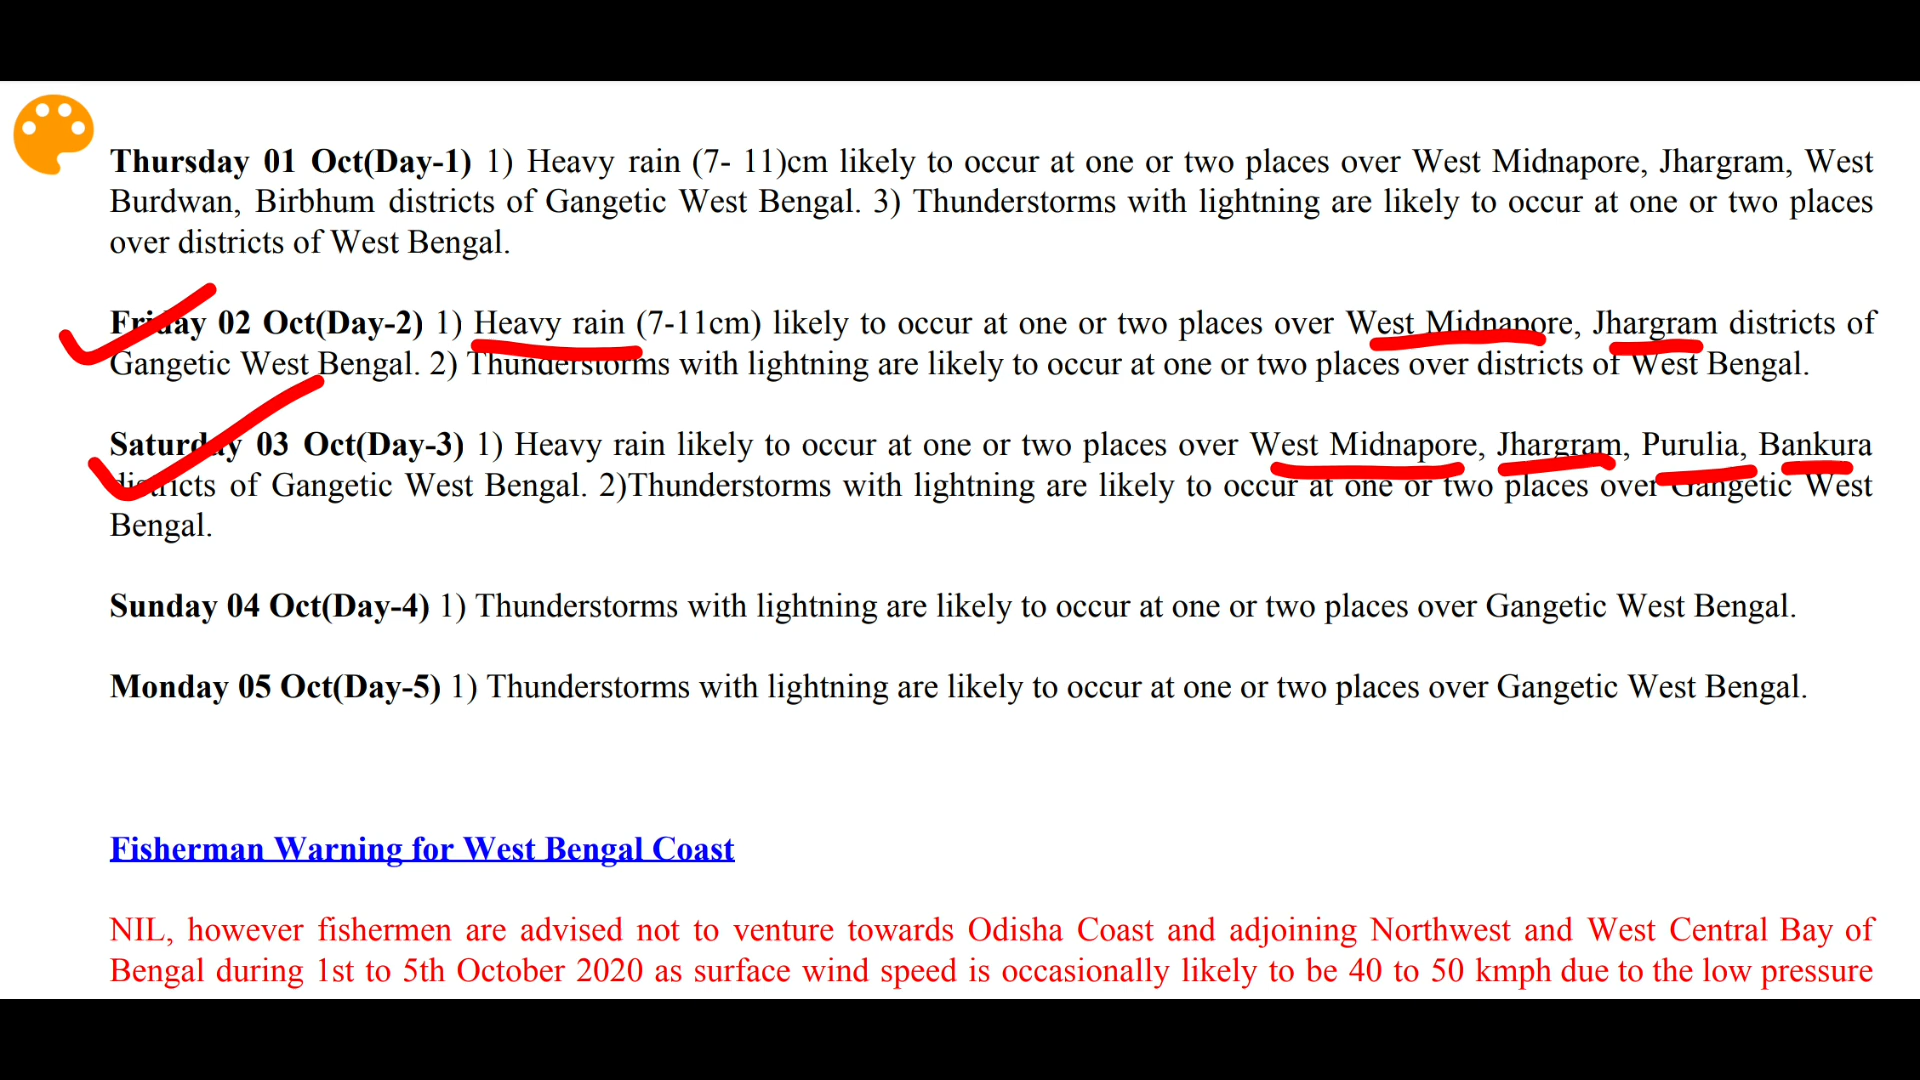 Thursday 01 Oct(Day-1) 1) Heavy rain (7- 11)cm likely to occur at one or two places over West Midnapore, Jhargram, West
Burdwan, Birbhum districts of Gangetic West Bengal. 3) Thunderstorms with lightning are likely to occur at one or two places
over districts of West Bengal.
Friday 02 Oct(Day-2) 1) Heavy rain (7-11cm) likely to occur at one or two places over West Midnapore, Jhargram districts of
Gangetic West Bengal. 2) Thunderstorms with lightning are likely to occur at one or two places over districts of West Bengal.
Saturday 03 Oct(Day-3) 1) Heavy rain likely to occur at one or two places over West Midnapore, Jhargram, Purulia, Bankura
districts of Gangetic West Bengal. 2)Thunderstorms with lightning are likely to occur at one or two places over Gangetic West
Bengal.
Sunday 04 Oct(Day-4) 1) Thunderstorms with lightning are likely to occur at one or two places over Gangetic West Bengal.
Monday 05 Oct(Day-5) 1) Thunderstorms with lightning are likely to occur at one or two places over Gangetic West Bengal.
Fisherman Warning for West Bengal Coast
NIL, however fishermen are advised not to venture towards Odisha Coast and adjoining Northwest and West Central Bay of
Bengal during 1st to 5th October 2020 as surface wind speed is occasionally likely to be 40 to 50 kmph due to the low pressure